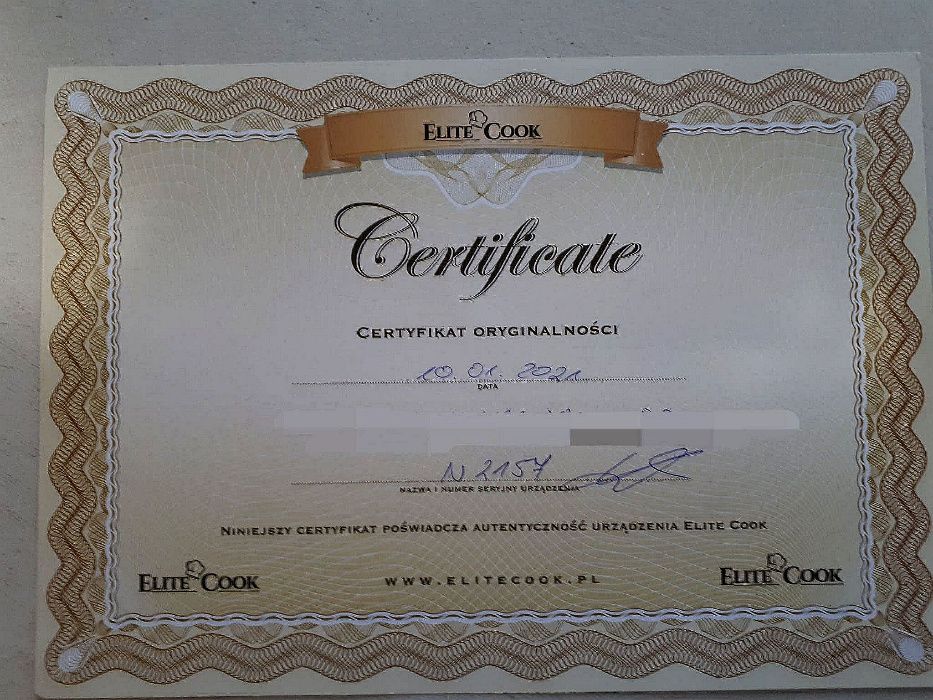 ELITE COOK
Certificate
CERTYFIKAT ORYGINALNOŚCI
10.01.2021
DATA
N 2157
NAZWA I NUMER SERYJNY URZĄDZENIA
NINIEJSZY CERTYFIKAT POŚWIADCZA AUTENTYCZNOŚĆ URZĄDZENIA ELITE COOK
ELITE COOK
WWW.ELITECOOK.PL
ELITE COOK